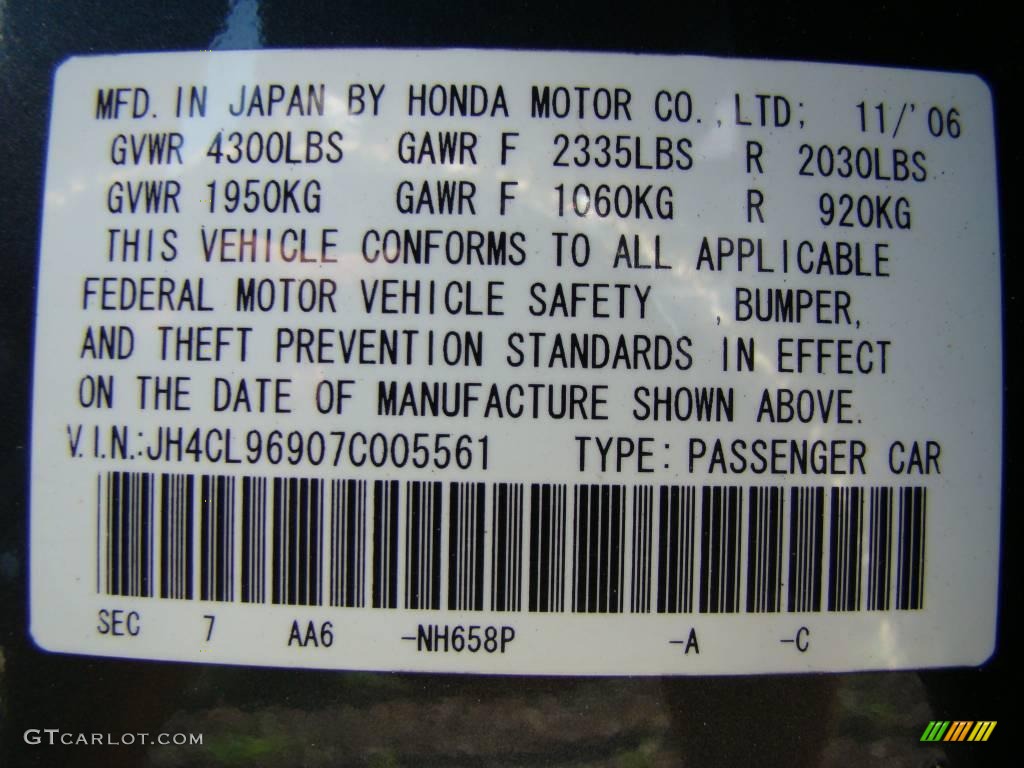 MFD. IN JAPAN BY HONDA MOTOR CO., LTD; 11/'06
GVWR 4300LBS GAWR F 2335LBS R 2030LBS
GVWR 1950KG GAWR F 1060KG R 920KG
THIS VEHICLE CONFORMS TO ALL APPLICABLE
FEDERAL MOTOR VEHICLE SAFETY , BUMPER,
AND THEFT PREVENTION STANDARDS IN EFFECT
ON THE DATE OF MANUFACTURE SHOWN ABOVE.
V.I.N.:JH4CL96907C005561 TYPE: PASSENGER CAR
SEC 7 AA6 -NH658P -A -C
GTCARLOT.COM